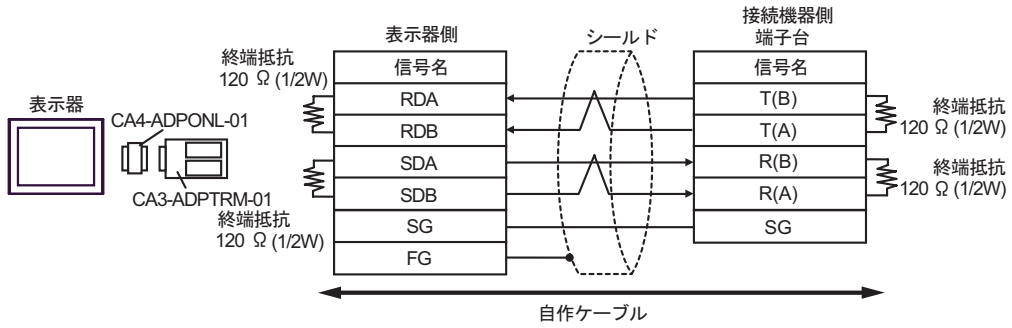 表示器
CA4-ADPONL-01
CA3-ADPTRM-01
終端抵抗
120 Ω (1/2W)
終端抵抗
120 Ω (1/2W)
表示器側
信号名
RDA
RDB
SDA
SDB
SG
FG
シールド
接続機器側
端子台
信号名
T(B)
T(A)
R(B)
R(A)
SG
終端抵抗
120 Ω (1/2W)
終端抵抗
120 Ω (1/2W)
自作ケーブル